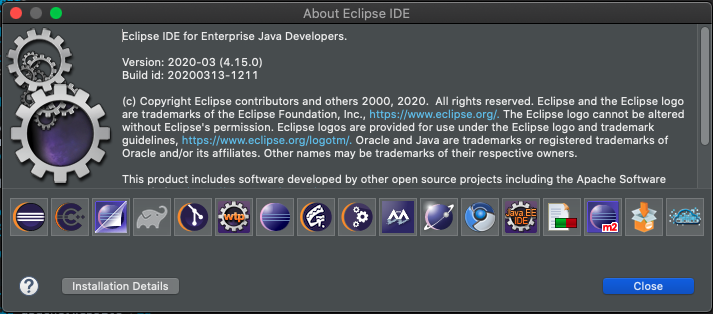 About Eclipse IDE
Eclipse IDE for Enterprise Java Developers.
Version: 2020-03 (4.15.0)
Build id: 20200313-1211
(c) Copyright Eclipse contributors and others 2000, 2020.  All rights reserved. Eclipse and the Eclipse logo
are trademarks of the Eclipse Foundation, Inc., https://www.eclipse.org/. The Eclipse logo cannot be altered
without Eclipse's permission. Eclipse logos are provided for use under the Eclipse logo and trademark
guidelines, https://www.eclipse.org/logotm/. Oracle and Java are trademarks or registered trademarks of
Oracle and/or its affiliates. Other names may be trademarks of their respective owners.
This product includes software developed by other open source projects including the Apache Software
wtp
Java EE
IDE
m2
? Installation Details Close